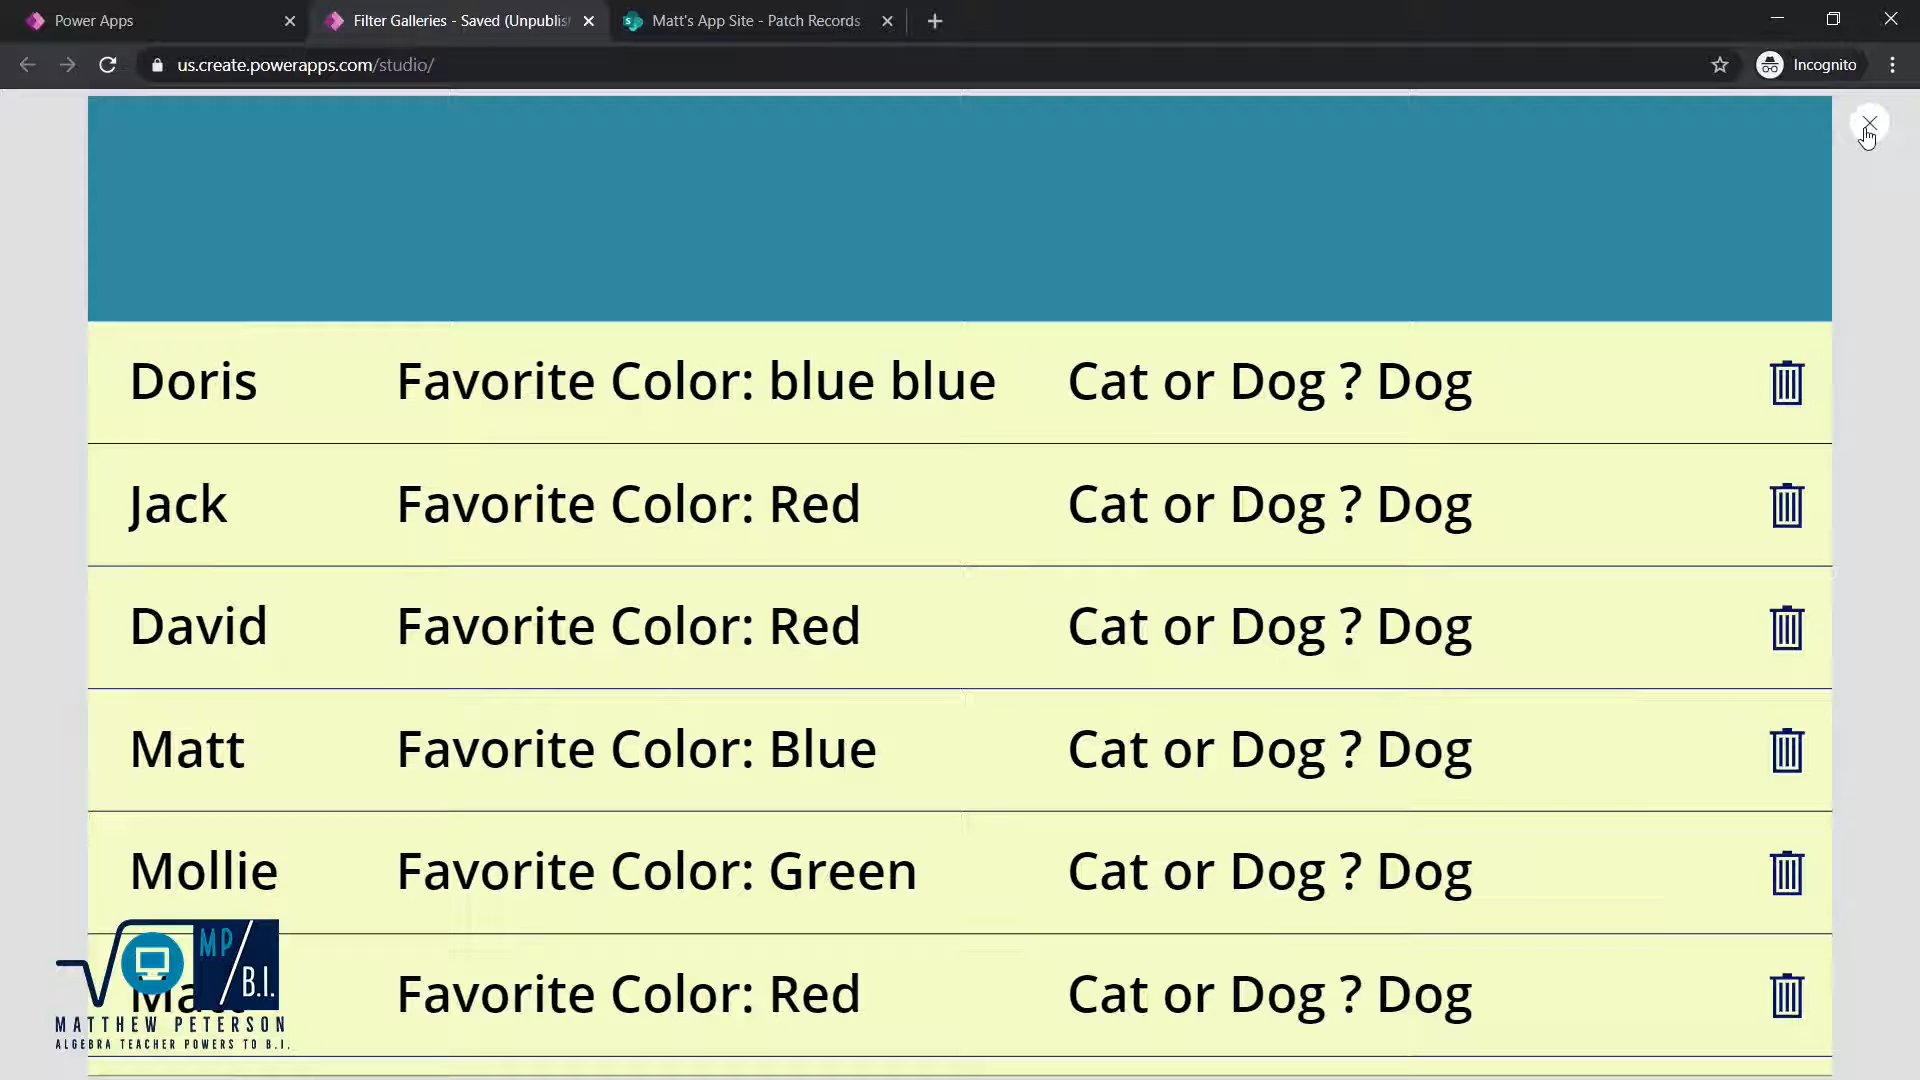 Power Apps
Filter Galleries - Saved (Unpublis
Matt's App Site - Patch Records
us.create.powerapps.com/studio/
Incognito
Doris Favorite Color: blue blue Cat or Dog ? Dog
Jack Favorite Color: Red Cat or Dog ? Dog
David Favorite Color: Red Cat or Dog ? Dog
Matt Favorite Color: Blue Cat or Dog ? Dog
Mollie Favorite Color: Green Cat or Dog ? Dog
Favorite Color: Red Cat or Dog ? Dog
MP/B.I.
MATTHEW PETERSON
ALGEBRA TEACHER POWERS TO B.I.